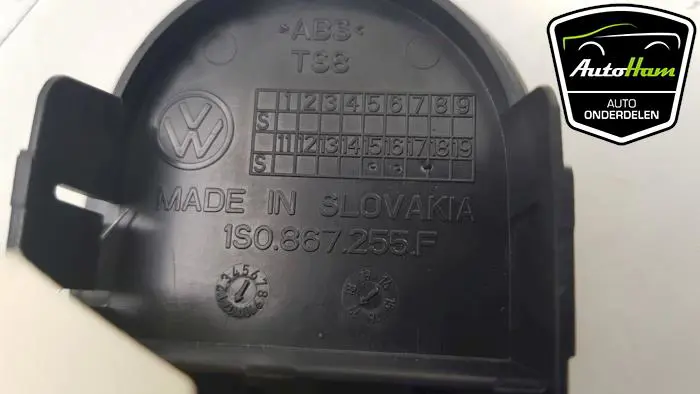 >ABS<
TS8
1 2 3 4 5 6 7 8 9
S
11 12 13 14 15 16 17 18 19
S
MADE IN SLOVAKIA
1S0.867.255.F
AutoHam
AUTO
ONDERDELEN